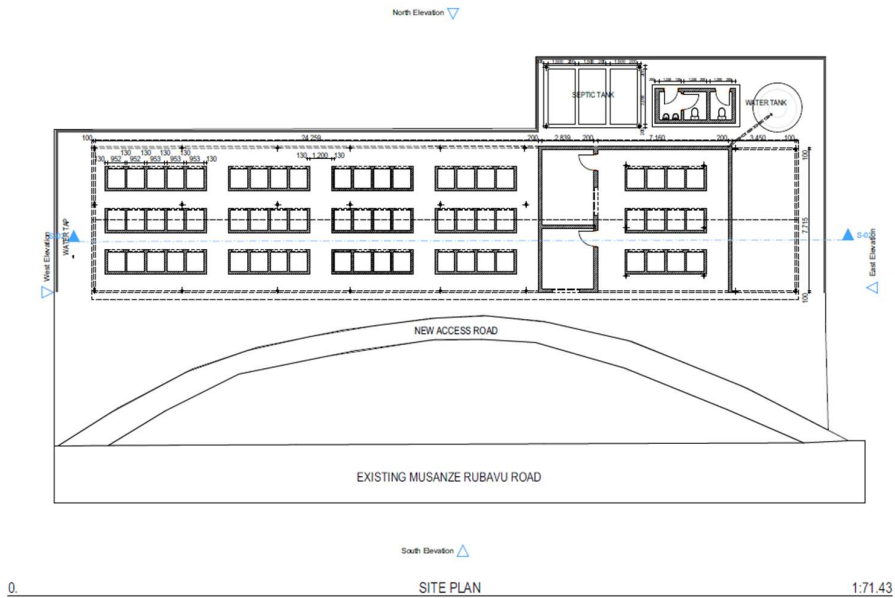 North Elevation
SEPTIC TANK
WATER TANK
100
24.259
200
2.839
200
7.160
200
3.450
100
130
130
130
130 952 952 953 953 953 130
130 1.200 130
100
7.715
100
WATER TAP
West Elevation
East Elevation
NEW ACCESS ROAD
EXISTING MUSANZE RUBAVU ROAD
South Elevation
0.
SITE PLAN
1:71.43